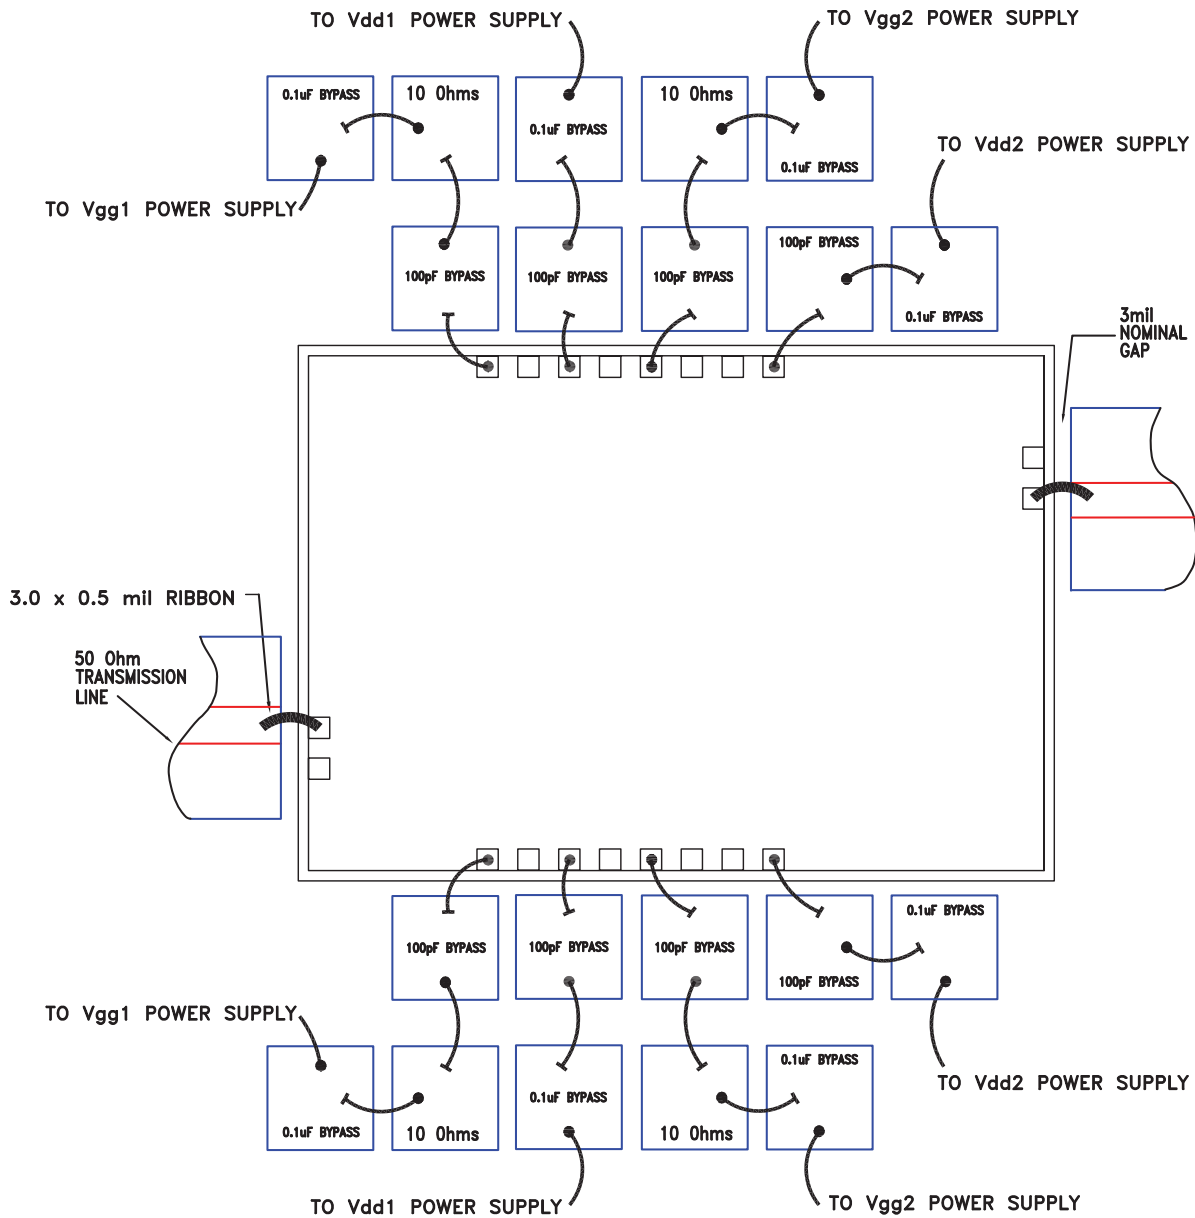 TO Vdd1 POWER SUPPLY
TO Vgg2 POWER SUPPLY
0.1uF BYPASS
10 Ohms
0.1uF BYPASS
10 Ohms
0.1uF BYPASS
TO Vdd2 POWER SUPPLY
TO Vgg1 POWER SUPPLY
100pF BYPASS
100pF BYPASS
100pF BYPASS
100pF BYPASS
0.1uF BYPASS
3mil
NOMINAL
GAP
3.0 x 0.5 mil RIBBON
50 Ohm
TRANSMISSION
LINE
100pF BYPASS
100pF BYPASS
100pF BYPASS
100pF BYPASS
0.1uF BYPASS
TO Vgg1 POWER SUPPLY
0.1uF BYPASS
10 Ohms
0.1uF BYPASS
10 Ohms
0.1uF BYPASS
TO Vdd2 POWER SUPPLY
TO Vdd1 POWER SUPPLY
TO Vgg2 POWER SUPPLY